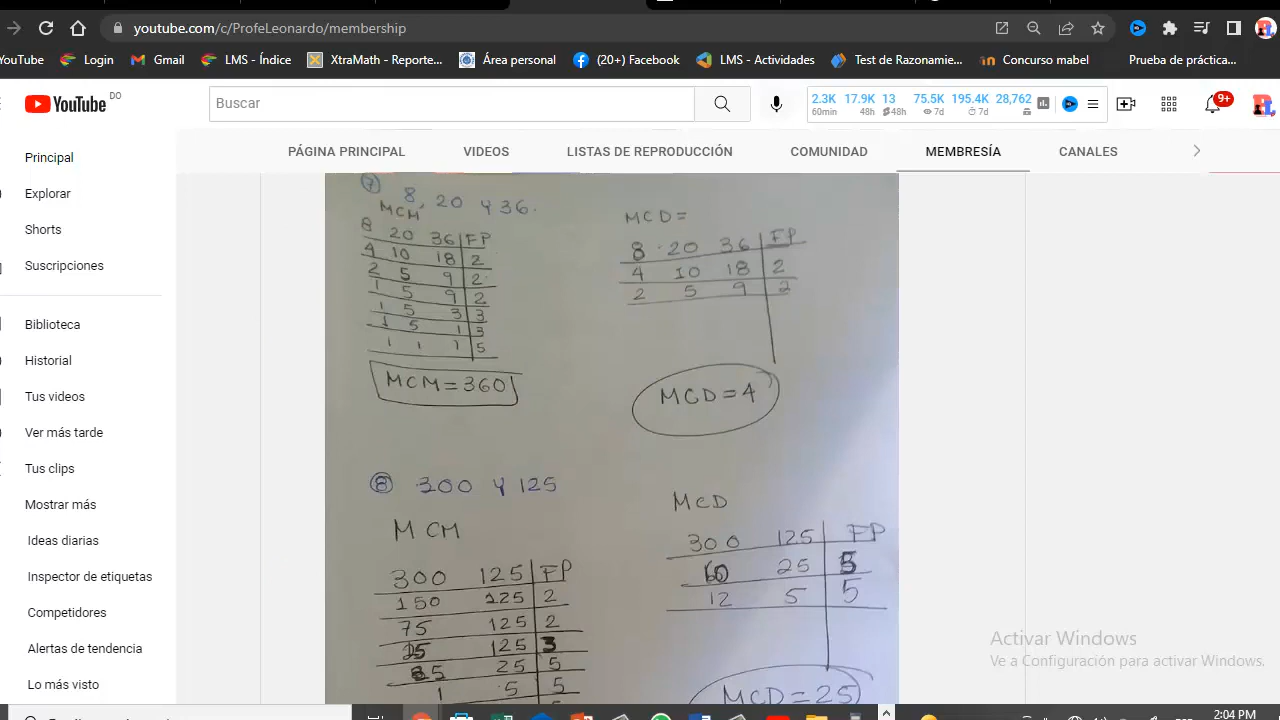 youtube.com/c/ProfeLeonardo/membership
YouTube
Login
Gmail
LMS - Índice
XtraMath - Reporte...
Área personal
(20+) Facebook
LMS - Actividades
Test de Razonamie...
Concurso mabel
Prueba de práctica...
YouTube DO
Buscar
2.3K 17.9K 13 75.5K 195.4K 28,762
60min 48h 48h 7d 7d
9+
PÁGINA PRINCIPAL
VIDEOS
LISTAS DE REPRODUCCIÓN
COMUNIDAD
MEMBRESÍA
CANALES
Principal
Explorar
Shorts
Suscripciones
Biblioteca
Historial
Tus videos
Ver más tarde
Tus clips
Mostrar más
Ideas diarias
Inspector de etiquetas
Competidores
Alertas de tendencia
Lo más visto
7 8, 20 y 36.
MCM
8 20 36 FP
4 10 18 2
2 5 9 2
1 5 9 2
1 5 3 3
1 5 1 3
1 1 1 5
MCM = 360
MCD =
8 20 36 FP
4 10 18 2
2 5 9 2
MCD = 4
8 300 y 125
MCM
300 125 FP
150 125 2
75 125 2
25 125 3
5 25 5
1 5 5
MCD
300 125 FP
60 25 5
12 5 5
MCD = 25
Activar Windows
Ve a Configuración para activar Windows.
2:04 PM